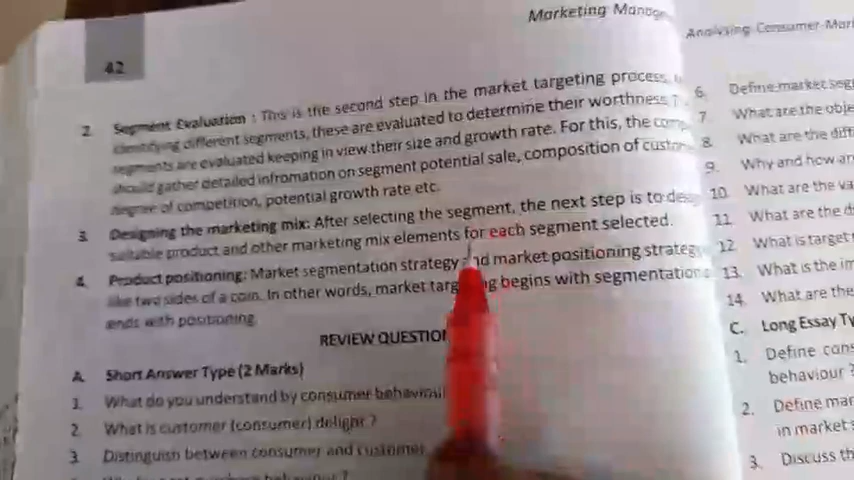 Marketing Manage
42
2. Segment Evaluation : This is the second step in the market targeting process.
identifying different segments, these are evaluated to determine their worthness
segments are evaluated keeping in view their size and growth rate. For this, the comp
should gather detailed infromation on segment potential sale, composition of custom
degree of competition, potential growth rate etc.
3. Designing the marketing mix: After selecting the segment, the next step is to desig
suitable product and other marketing mix elements for each segment selected.
4. Product positioning: Market segmentation strategy and market positioning strategy
like two sides of a coin. In other words, market targ ng begins with segmentation
ends with positioning.
REVIEW QUESTION
A. Short Answer Type (2 Marks)
1. What do you understand by consumer behaviour
2. What is customer (consumer) delight ?
3. Distinguish between consumer and customer
behaviour ?
Analysing Consumer Mar
6. Define market seg
7. What are the obje
8. What are the diff
9. Why and how ar
10. What are the va
11. What are the d
12. What is target
13. What is the im
14. What are the
C. Long Essay Ty
1. Define cons
behaviour ?
2. Define mar
in market
3. Discuss th